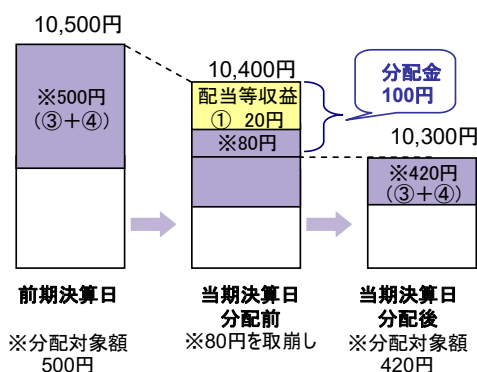 10,500円
※500円
(③+④)
10,400円
配当等収益
① 20円
※80円
分配金
100円
10,300円
※420円
(③+④)
前期決算日
※分配対象額
500円
当期決算日
分配前
※80円を取崩し
当期決算日
分配後
※分配対象額
420円